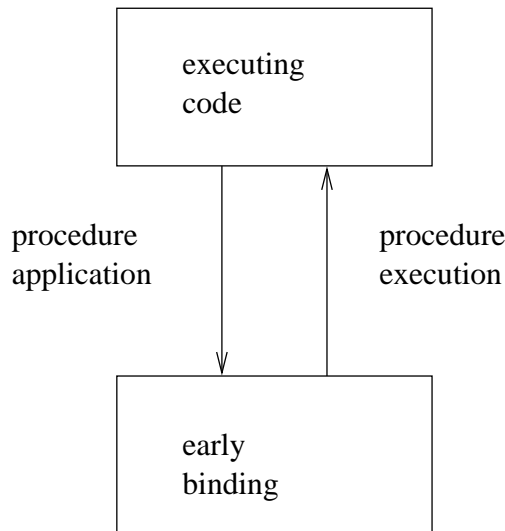 executing
code
procedure
application
procedure
execution
early
binding